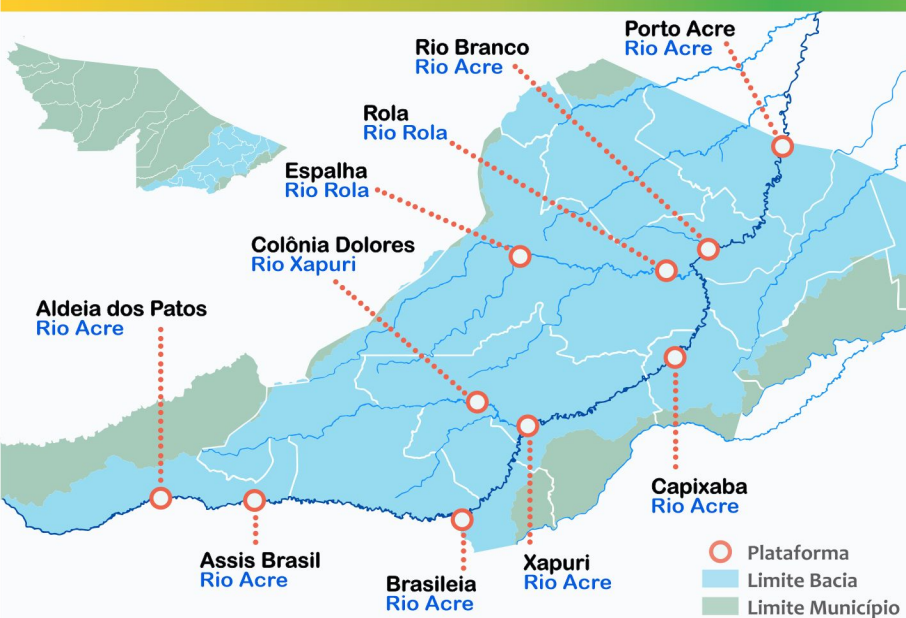 Porto Acre
Rio Acre
Rio Branco
Rio Acre
Rola
Rio Rola
Espalha
Rio Rola
Colônia Dolores
Rio Xapuri
Aldeia dos Patos
Rio Acre
Capixaba
Rio Acre
Assis Brasil
Rio Acre
Xapuri
Rio Acre
Brasileia
Rio Acre
Plataforma
Limite Bacia
Limite Município